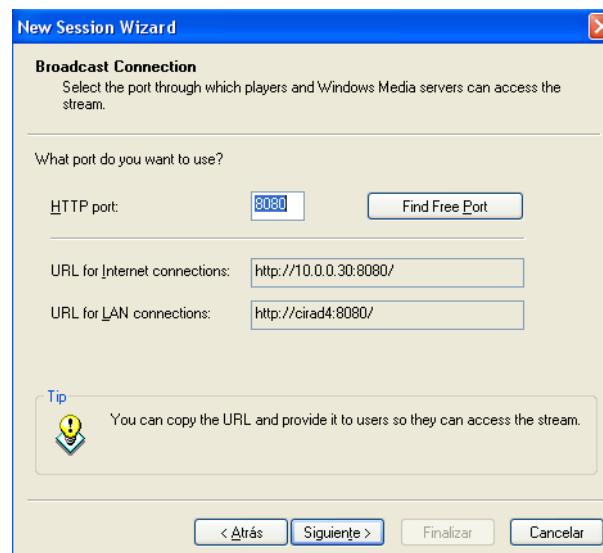 New Session Wizard
Broadcast Connection
Select the port through which players and Windows Media servers can access the
stream.
What port do you want to use?
HTTP port: 8080 Find Free Port
URL for Internet connections: http://10.0.0.30:8080/
URL for LAN connections: http://cirad4:8080/
Tip
You can copy the URL and provide it to users so they can access the stream.
< Atrás Siguiente > Finalizar Cancelar